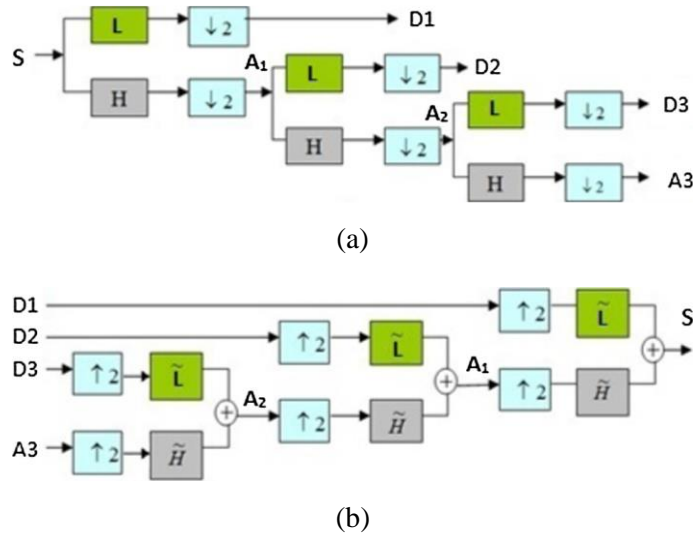 L ↓2 D1
S
A₁
H ↓2 L ↓2 D2
A₂
H ↓2 L ↓2 D3
H ↓2 A3
(a)
D1 ↑2 L̃ S
D2 ↑2 L̃ +
D3 ↑2 L̃ + A₁ ↑2 H̃
+ A₂ ↑2 H̃
A3 ↑2 H̃
(b)